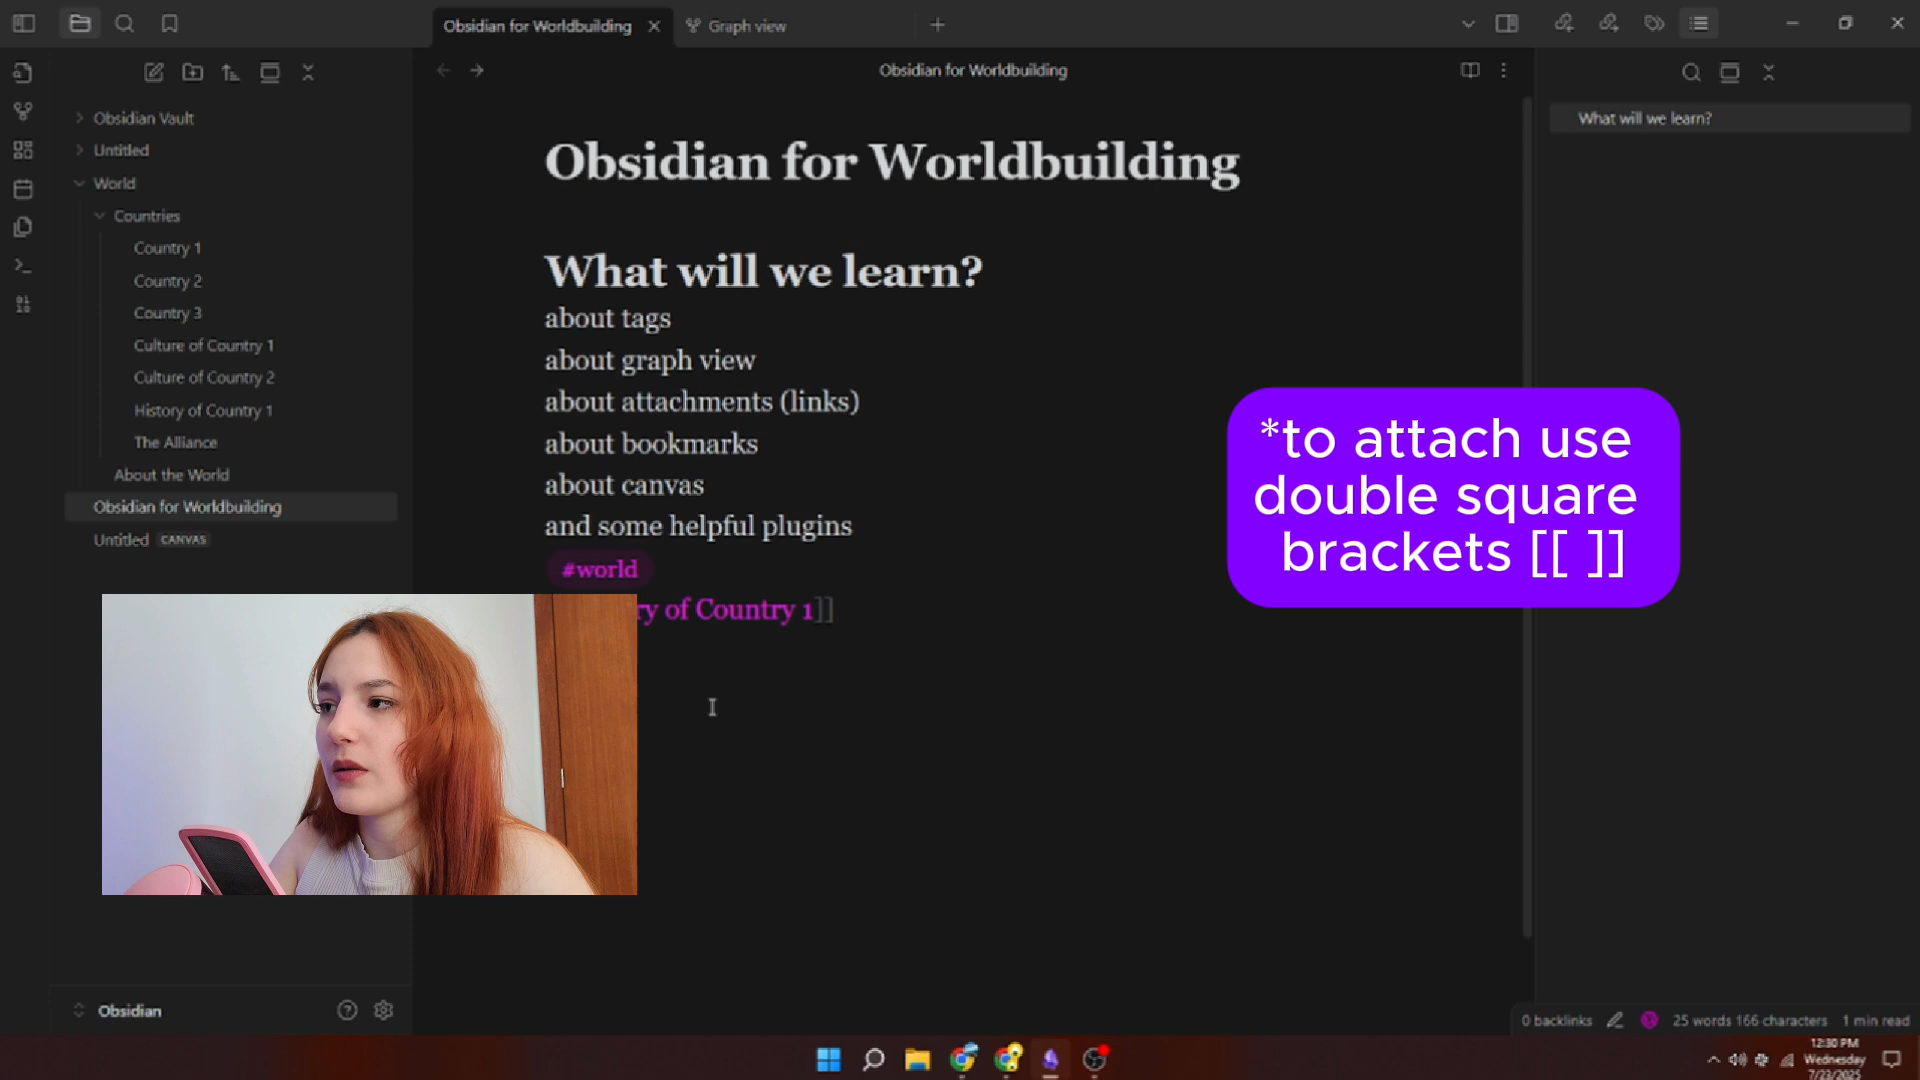 Obsidian for Worldbuilding
Graph view
Obsidian for Worldbuilding
Obsidian Vault
Untitled
World
Countries
Country 1
Country 2
Country 3
Culture of Country 1
Culture of Country 2
History of Country 1
The Alliance
About the World
Obsidian for Worldbuilding
Untitled CANVAS
Obsidian
Obsidian for Worldbuilding
What will we learn?
about tags
about graph view
about attachments (links)
about bookmarks
about canvas
and some helpful plugins
#world
ry of Country 1]]
What will we learn?
*to attach use
double square
brackets [[ ]]
0 backlinks
25 words 166 characters
1 min read
12:30 PM
Wednesday
7/23/2025